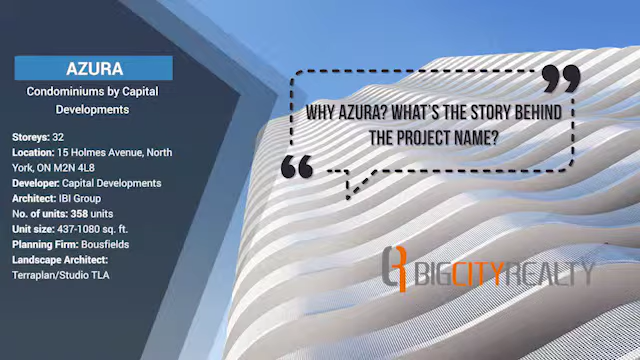 AZURA
Condominiums by Capital
Developments
Storeys: 32
Location: 15 Holmes Avenue, North
York, ON M2N 4L8
Developer: Capital Developments
Architect: IBI Group
No. of units: 358 units
Unit size: 437-1080 sq. ft.
Planning Firm: Bousfields
Landscape Architect:
Terraplan/Studio TLA
WHY AZURA? WHAT'S THE STORY BEHIND
THE PROJECT NAME?
BIGCITYREALTY